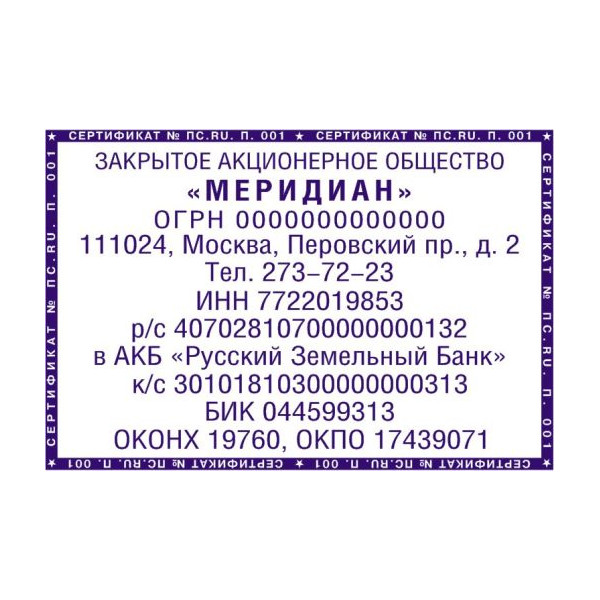 ★ СЕРТИФИКАТ № ПС.RU. П. 001 ★ СЕРТИФИКАТ № ПС.RU. П. 001 ★
ЗАКРЫТОЕ АКЦИОНЕРНОЕ ОБЩЕСТВО
«МЕРИДИАН»
ОГРН 0000000000000
111024, Москва, Перовский пр., д. 2
Тел. 273–72–23
ИНН 7722019853
р/с 40702810700000000132
в АКБ «Русский Земельный Банк»
к/с 30101810300000000313
БИК 044599313
ОКОНХ 19760, ОКПО 17439071
СЕРТИФИКАТ № ПС.RU. П. 001
СЕРТИФИКАТ № ПС.RU. П. 001
★ СЕРТИФИКАТ № ПС.RU. П. 001 ★ СЕРТИФИКАТ № ПС.RU. П. 001 ★